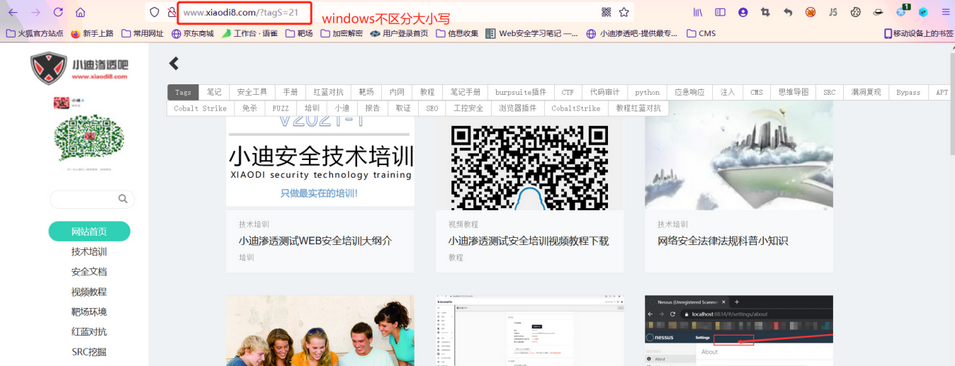 www.xiaodi8.com/?tagS=21
windows不区分大小写
火狐官方站点 新手上路 常用网址 京东商城 工作台 · 语雀 靶场 加密解密 用户登录首页 信息收集 Web安全学习笔记 —... 小迪渗透吧-提供最专... CMS 移动设备上的书签
小迪渗透吧
www.xiaodi8.com
Tags 笔记 安全工具 手册 红蓝对抗 靶场 内网 教程 笔记手册 burpsuite插件 CTF 代码审计 python 应急响应 注入 CMS 思维导图 SRC 漏洞复现 Bypass APT
Cobalt Strike 免杀 FUZZ 培训 小迪 报告 取证 SEO 工控安全 浏览器插件 CobaltStrike 教程红蓝对抗
V2021-1
小迪安全技术培训
XIAODI security technology training
只做最实在的培训!
技术培训
小迪渗透测试WEB安全培训大纲介
培训
视频教程
小迪渗透测试安全培训视频教程下载
教程
技术培训
网络安全法律法规科普小知识
网站首页
技术培训
安全文档
视频教程
靶场环境
红蓝对抗
SRC挖掘
Nessus (Unregistered Scanner)
localhost:8834/#/settings/about
nessus Settings
About
About